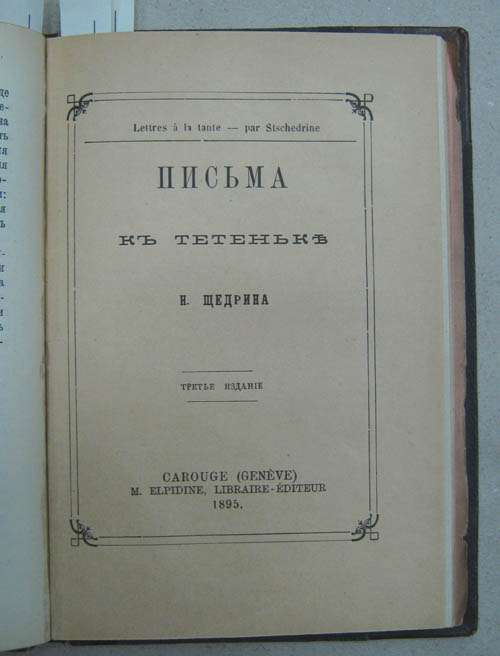 Lettres à la tante — par Stschedrine
ПИСЬМА
КЪ ТЕТЕНЬКѢ
Н. ЩЕДРИНА
ТРЕТЬЕ ИЗДАНІЕ
CAROUGE (GENÈVE)
M. ELPIDINE, LIBRAIRE-ÉDITEUR
1895.